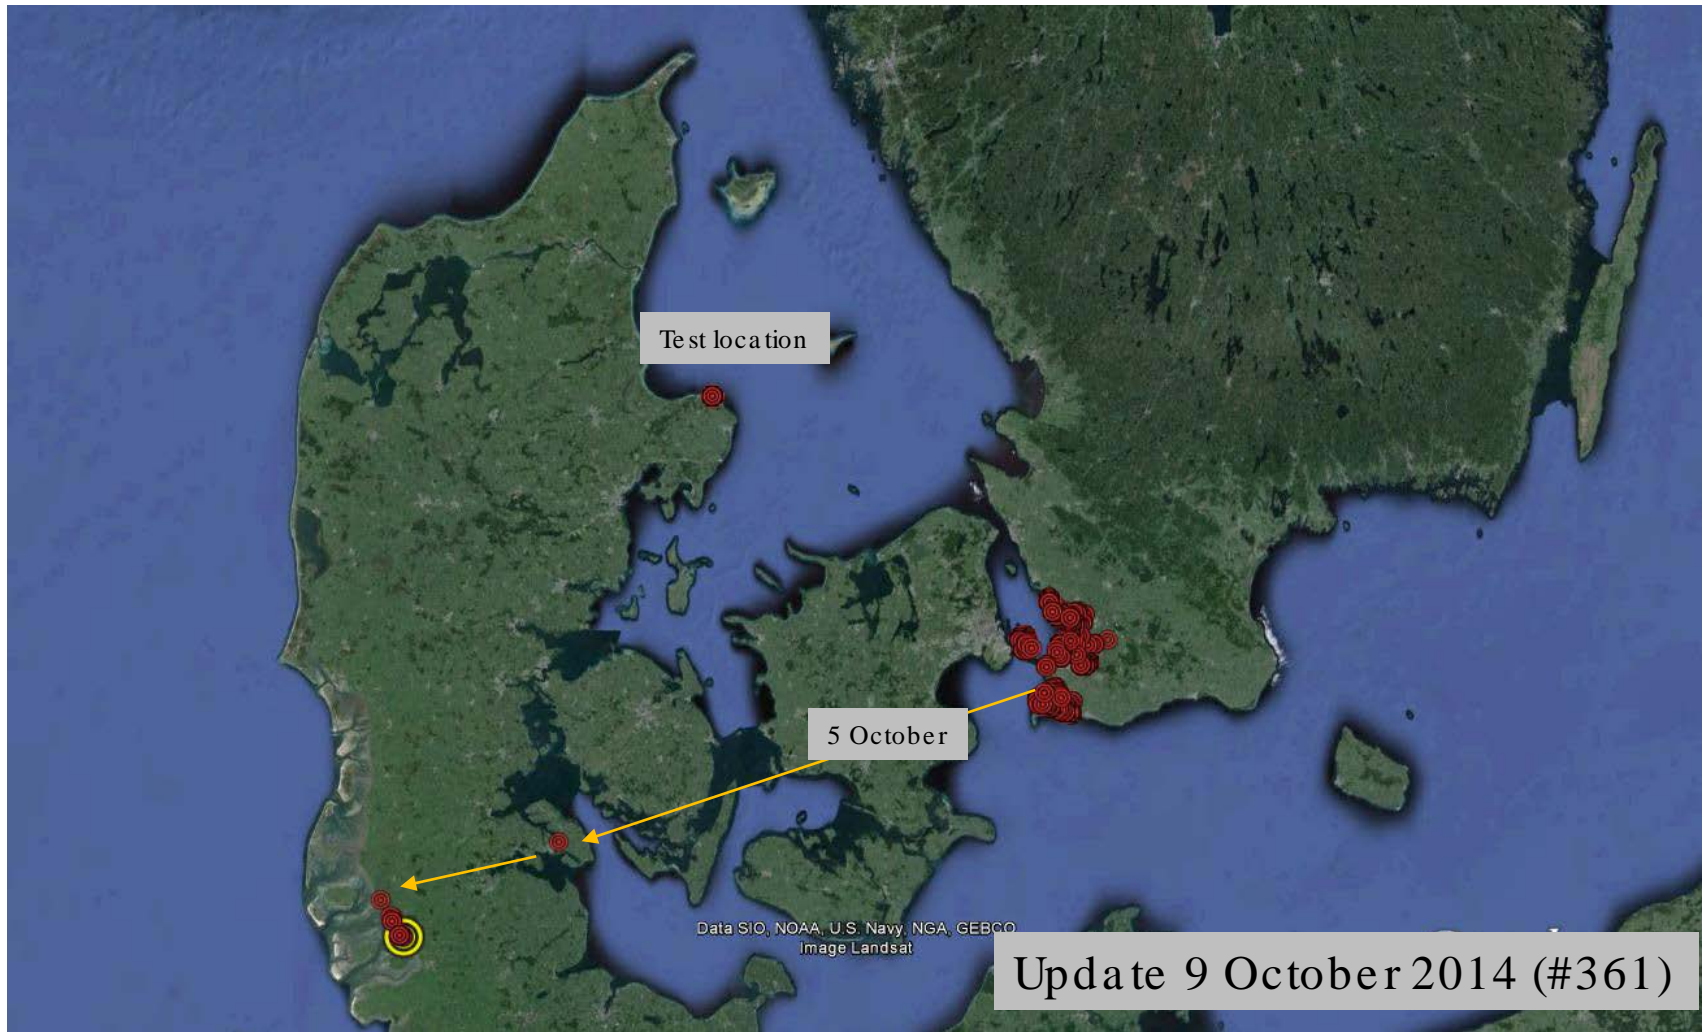 Test location
5 October
Data SIO, NOAA, U.S. Navy, NGA, GEBCO
Image Landsat
Update 9 October 2014 (#361)